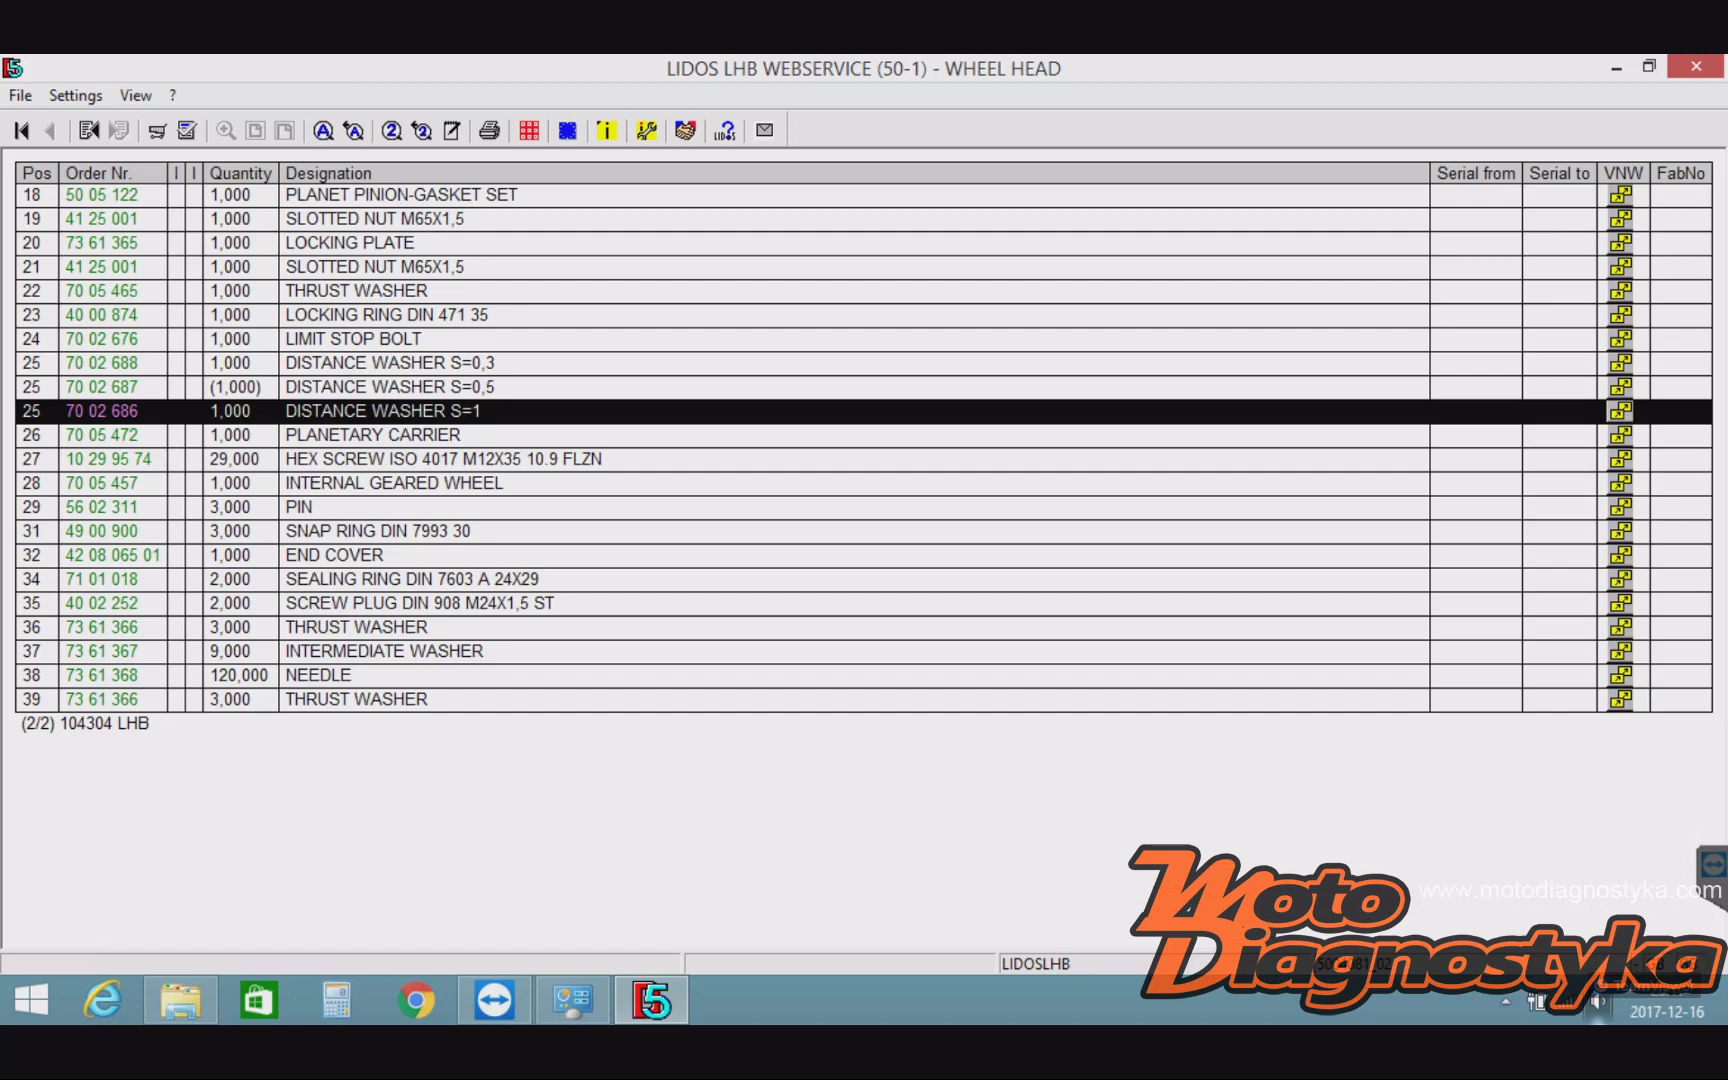 LIDOS LHB WEBSERVICE (50-1) - WHEEL HEAD
File Settings View ?
Pos Order Nr. I I Quantity Designation Serial from Serial to VNW FabNo
18 50 05 122 1,000 PLANET PINION-GASKET SET
19 41 25 001 1,000 SLOTTED NUT M65X1,5
20 73 61 365 1,000 LOCKING PLATE
21 41 25 001 1,000 SLOTTED NUT M65X1,5
22 70 05 465 1,000 THRUST WASHER
23 40 00 874 1,000 LOCKING RING DIN 471 35
24 70 02 676 1,000 LIMIT STOP BOLT
25 70 02 688 1,000 DISTANCE WASHER S=0,3
25 70 02 687 (1,000) DISTANCE WASHER S=0,5
25 70 02 686 1,000 DISTANCE WASHER S=1
26 70 05 472 1,000 PLANETARY CARRIER
27 10 29 95 74 29,000 HEX SCREW ISO 4017 M12X35 10.9 FLZN
28 70 05 457 1,000 INTERNAL GEARED WHEEL
29 56 02 311 3,000 PIN
31 49 00 900 3,000 SNAP RING DIN 7993 30
32 42 08 065 01 1,000 END COVER
34 71 01 018 2,000 SEALING RING DIN 7603 A 24X29
35 40 02 252 2,000 SCREW PLUG DIN 908 M24X1,5 ST
36 73 61 366 3,000 THRUST WASHER
37 73 61 367 9,000 INTERMEDIATE WASHER
38 73 61 368 120,000 NEEDLE
39 73 61 366 3,000 THRUST WASHER
(2/2) 104304 LHB
www.motodiagnostyka.com
Moto
Diagnostyka
LIDOSLHB
2017-12-16